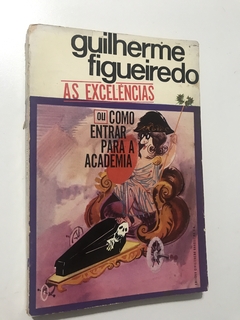 guilherme
figueiredo
AS EXCELÊNCIAS
OU COMO
ENTRAR
PARA A
ACADEMIA